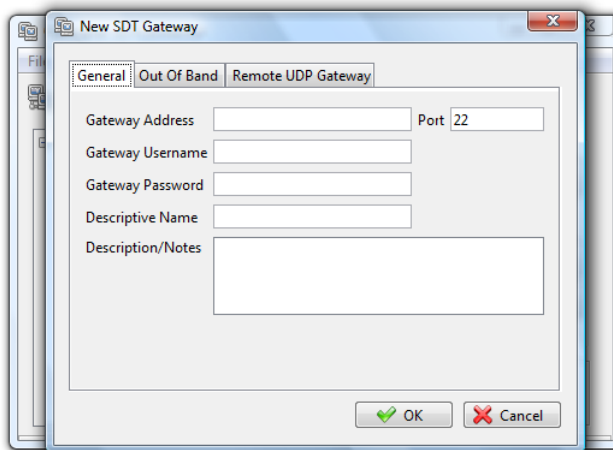 New SDT Gateway
Fil
General Out Of Band Remote UDP Gateway
Gateway Address Port 22
Gateway Username
Gateway Password
Descriptive Name
Description/Notes
OK Cancel